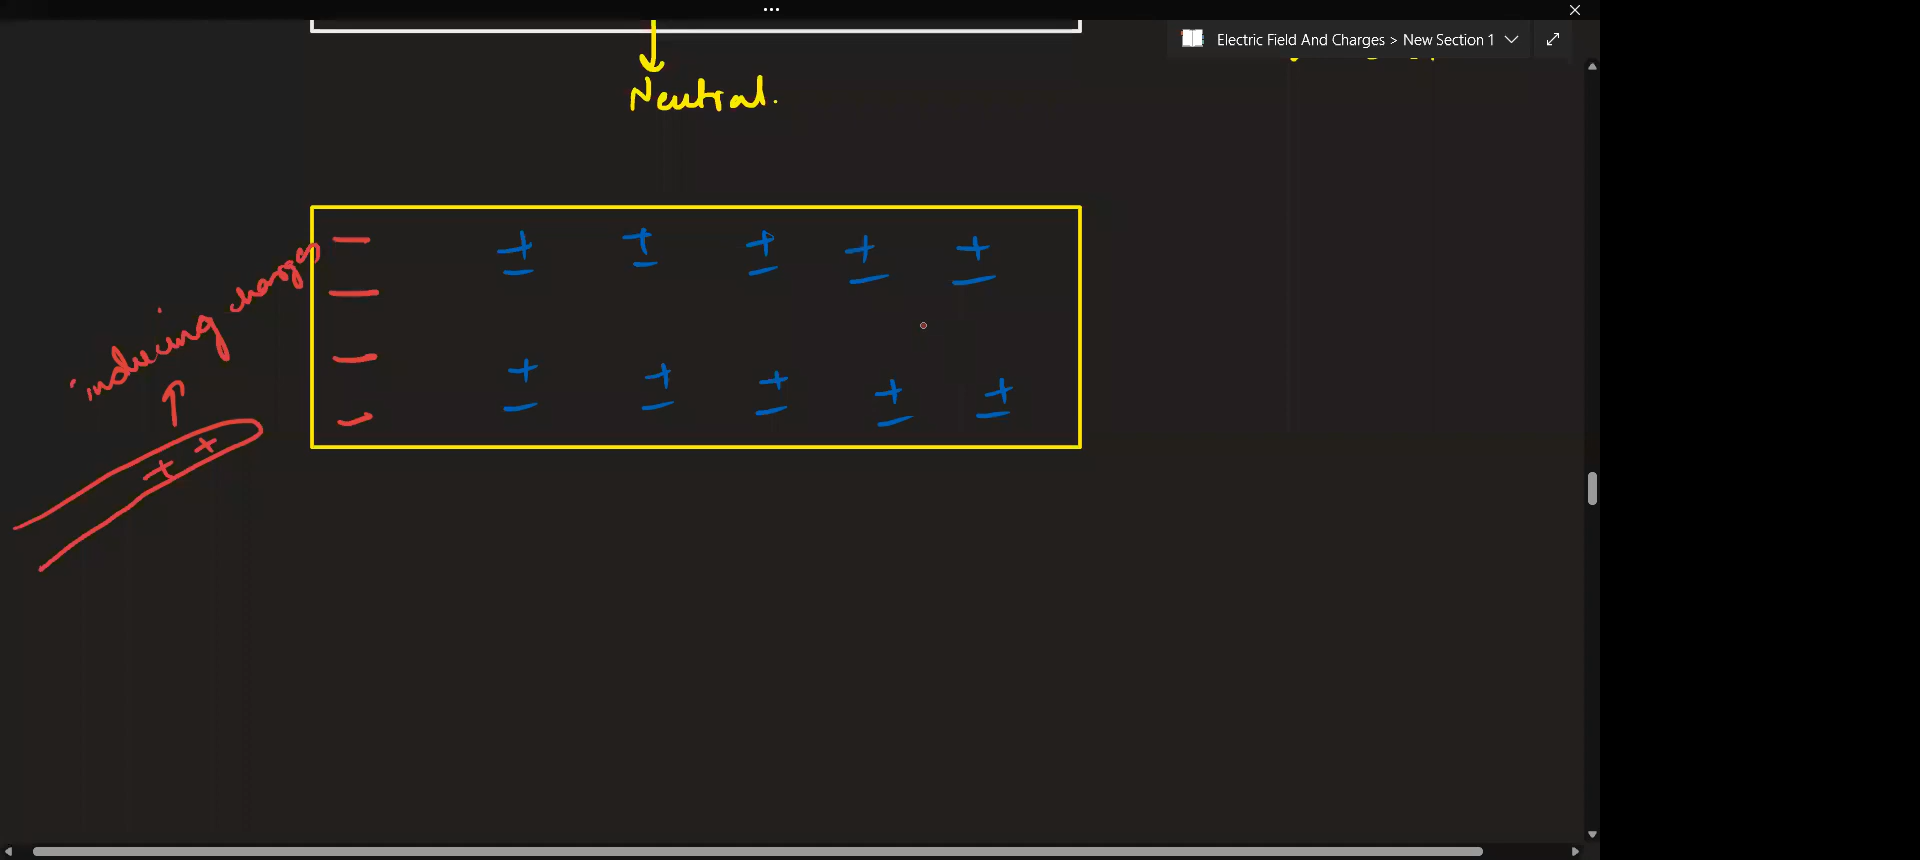 Electric Field And Charges > New Section 1
Neutral.
− + + + + +
− − − − −
−
− + + + + +
− − − − −
−
inducing charges
+ +